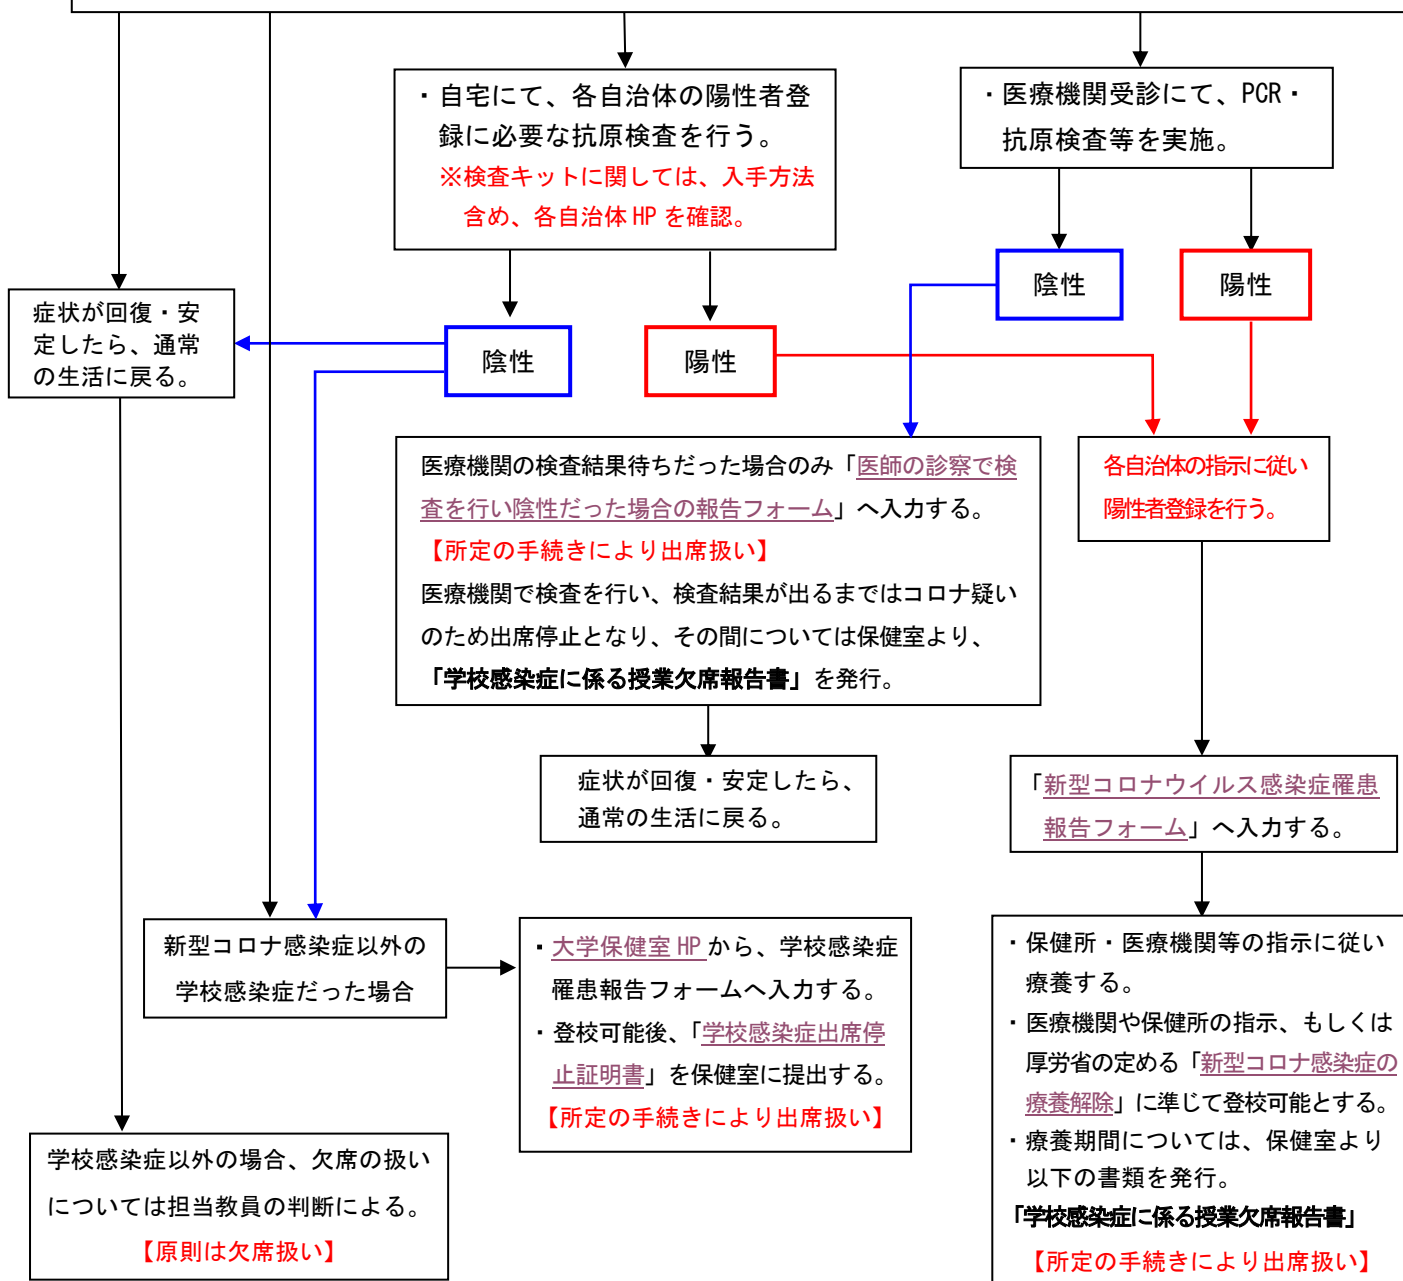 ・自宅にて、各自治体の陽性者登
録に必要な抗原検査を行う。
※検査キットに関しては、入手方法
含め、各自治体 HP を確認。
・医療機関受診にて、PCR・
抗原検査等を実施。
陰性
陽性
症状が回復・安
定したら、通常
の生活に戻る。
陰性
陽性
医療機関の検査結果待ちだった場合のみ「医師の診察で検
査を行い陰性だった場合の報告フォーム」へ入力する。
【所定の手続きにより出席扱い】
医療機関で検査を行い、検査結果が出るまではコロナ疑い
のため出席停止となり、その間については保健室より、
「学校感染症に係る授業欠席報告書」を発行。
各自治体の指示に従い
陽性者登録を行う。
症状が回復・安定したら、
通常の生活に戻る。
「新型コロナウイルス感染症罹患
報告フォーム」へ入力する。
新型コロナ感染症以外の
学校感染症だった場合
・大学保健室 HP から、学校感染症
罹患報告フォームへ入力する。
・登校可能後、「学校感染症出席停
止証明書」を保健室に提出する。
【所定の手続きにより出席扱い】
・保健所・医療機関等の指示に従い
療養する。
・医療機関や保健所の指示、もしくは
厚労省の定める「新型コロナ感染症の
療養解除」に準じて登校可能とする。
・療養期間については、保健室より
以下の書類を発行。
「学校感染症に係る授業欠席報告書」
【所定の手続きにより出席扱い】
学校感染症以外の場合、欠席の扱い
については担当教員の判断による。
【原則は欠席扱い】